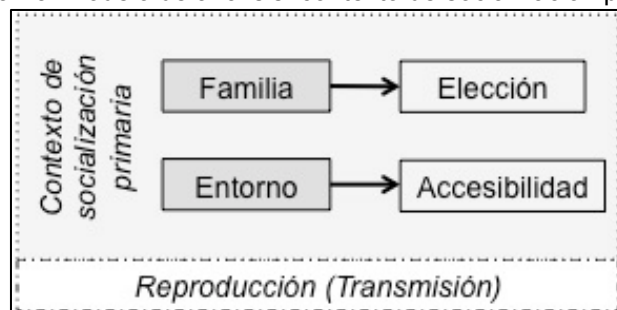 Contexto de
socialización
primaria
Familia
Elección
Entorno
Accesibilidad
Reproducción (Transmisión)